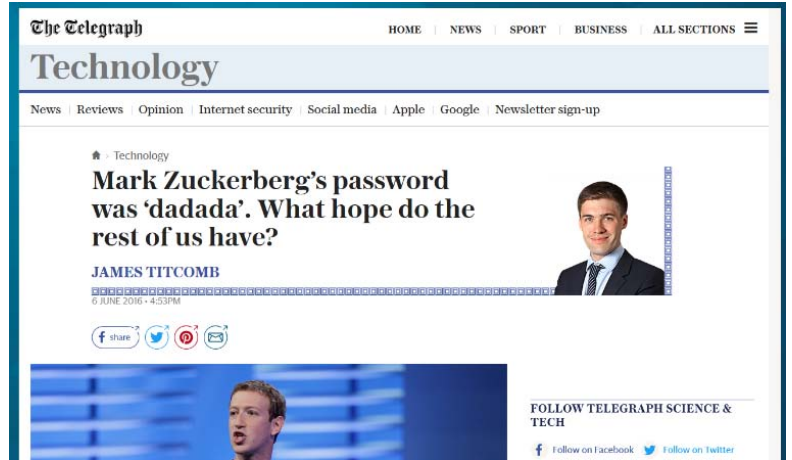 The Telegraph
HOME NEWS SPORT BUSINESS ALL SECTIONS
Technology
News Reviews Opinion Internet security Social media Apple Google Newsletter sign-up
Technology
Mark Zuckerberg's password
was ‘dadada’. What hope do the
rest of us have?
JAMES TITCOMB
6 JUNE 2016 • 4:53PM
share
FOLLOW TELEGRAPH SCIENCE &
TECH
Follow on Facebook Follow on Twitter